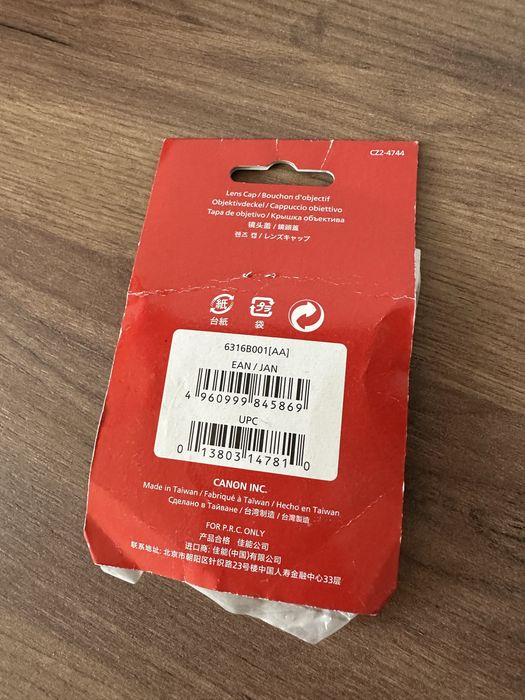 CZ2-4744
Lens Cap / Bouchon d'objectif
Objektivdeckel / Cappuccio obiettivo
Tapa de objetivo / Крышка объектива
镜头盖 / 鏡頭蓋
렌즈 캡 / レンズキャップ
紙 プラ
台紙 袋
6316B001[AA]
EAN / JAN
4 960999 845869
UPC
0 13803 14781 0
CANON INC.
Made in Taiwan / Fabriqué à Taïwan / Hecho en Taiwán
Сделано в Тайване / 台湾制造 / 台灣製造
FOR P.R.C. ONLY
产品合格 佳能公司
进口商: 佳能(中国)有限公司
联系地址: 北京市朝阳区针织路23号楼中国人寿金融中心33层